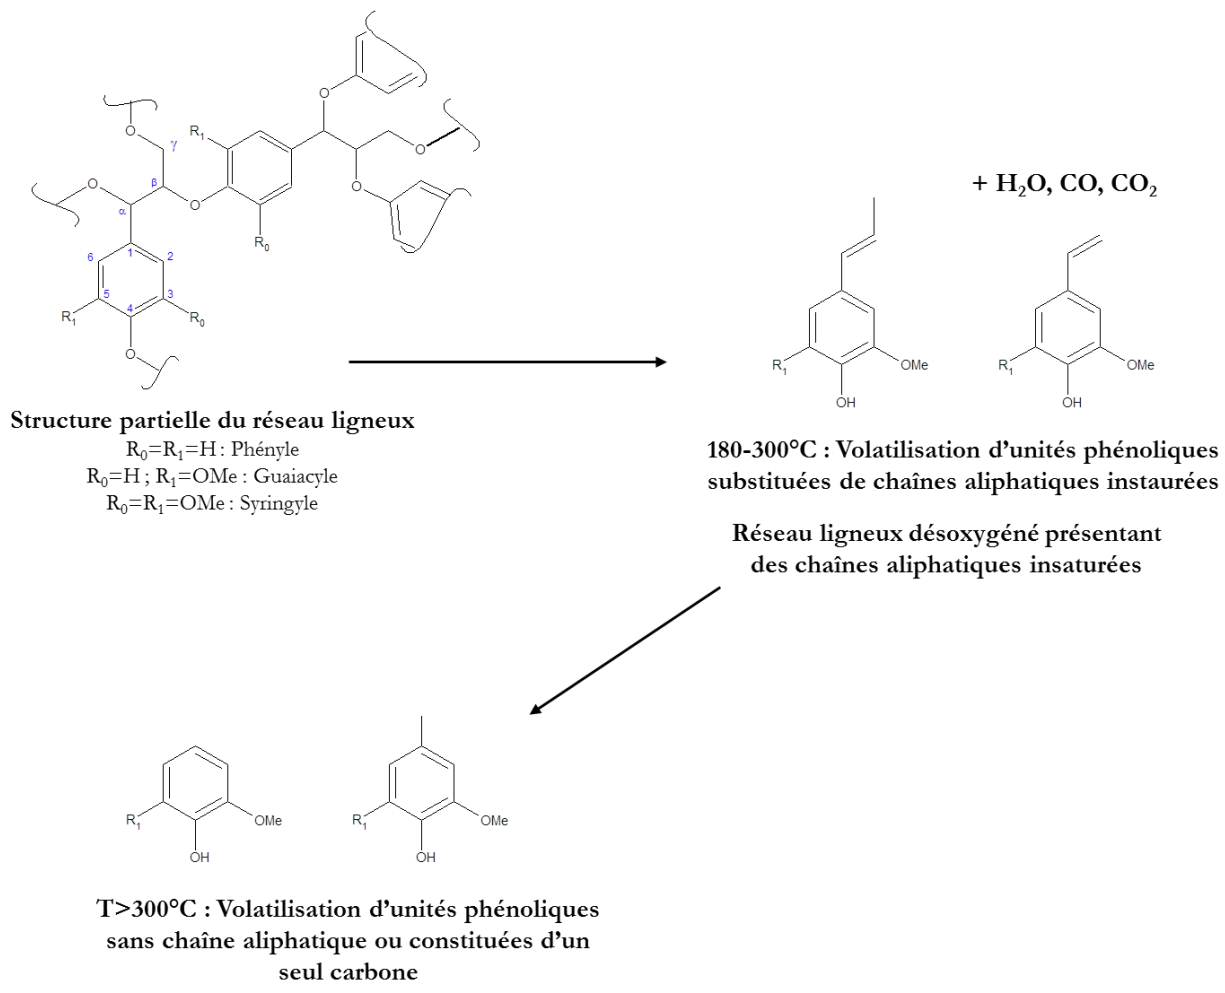 O
O
γ
R₁
O
O
β
O
α
O
O
R₀
1
6
2
5
3
4
R₁
R₀
O
+ H₂O, CO, CO₂
R₁
OMe
OH
R₁
OMe
OH
Structure partielle du réseau ligneux
R₀=R₁=H : Phényle
R₀=H ; R₁=OMe : Guaiacyle
R₀=R₁=OMe : Syringyle
180-300°C : Volatilisation d’unités phénoliques
substituées de chaînes aliphatiques instaurées
Réseau ligneux désoxygéné présentant
des chaînes aliphatiques insaturées
R₁
OMe
OH
R₁
OMe
OH
T>300°C : Volatilisation d’unités phénoliques
sans chaîne aliphatique ou constituées d’un
seul carbone